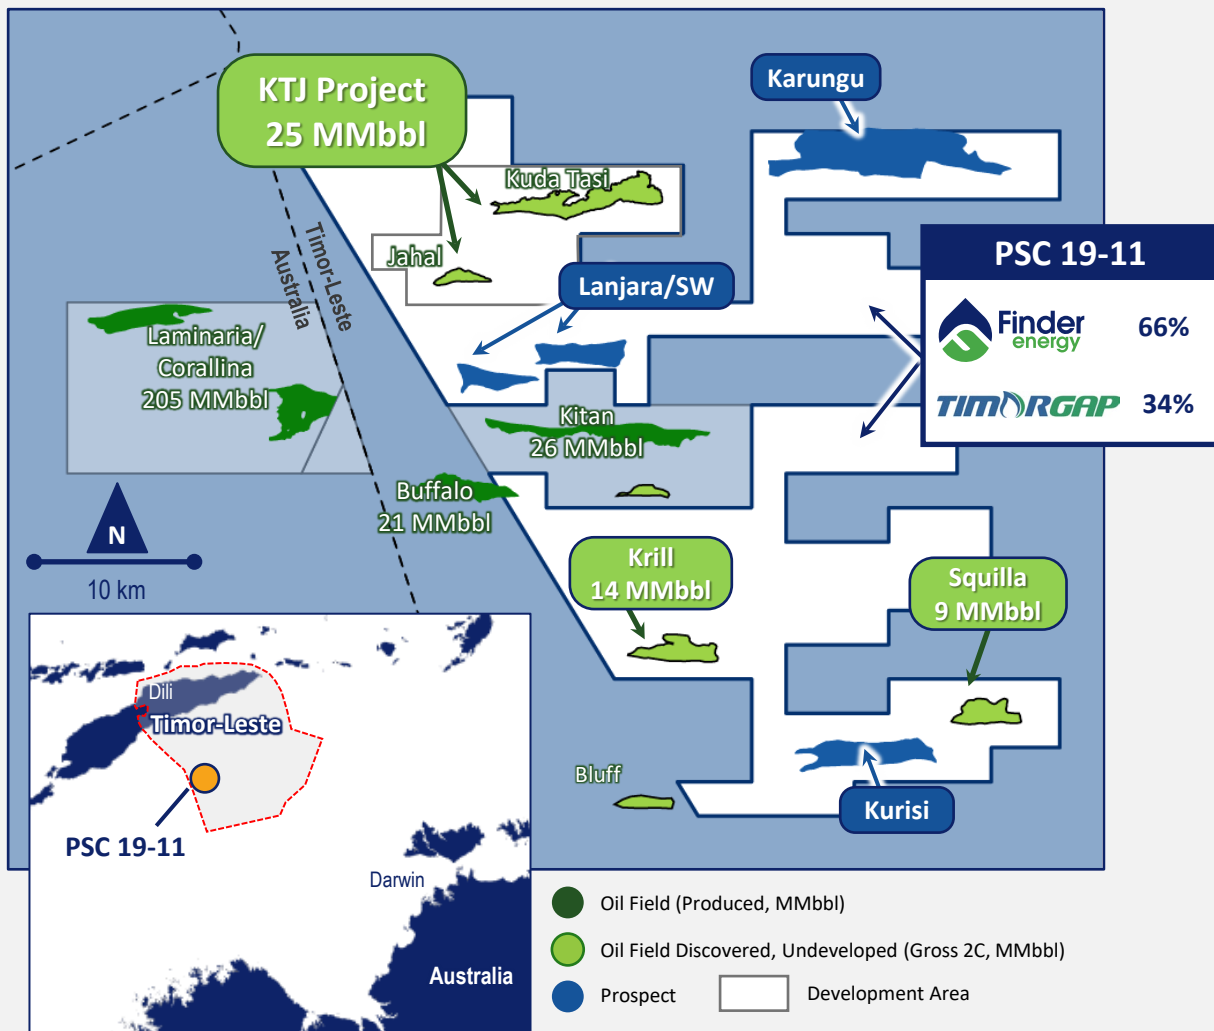 KTJ Project
25 MMbbl
Karungu
Kuda Tasi
Jahal
Timor-Leste
Australia
Lanjara/SW
PSC 19-11
Finder
energy
66%
TIMORGAP
34%
Laminaria/
Corallina
205 MMbbl
Kitan
26 MMbbl
Buffalo
21 MMbbl
N
10 km
Krill
14 MMbbl
Squilla
9 MMbbl
Bluff
Kurisi
Dili
Timor-Leste
PSC 19-11
Darwin
Australia
Oil Field (Produced, MMbbl)
Oil Field Discovered, Undeveloped (Gross 2C, MMbbl)
Prospect
Development Area